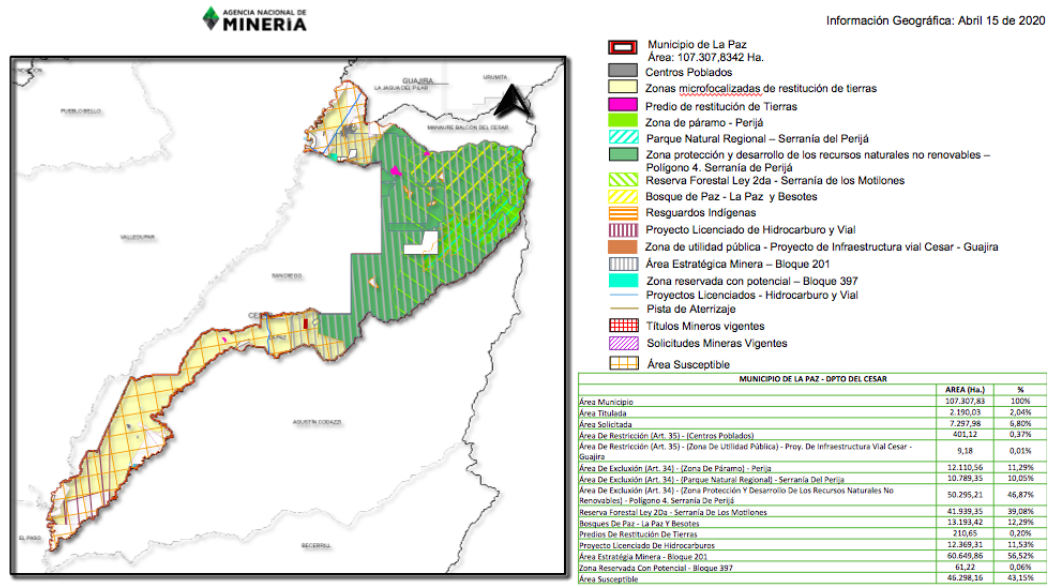 AGENCIA NACIONAL DE
MINERÍA
Información Geográfica: Abril 15 de 2020
GUAJIRA
URUMITA
LA JAGUA DEL PILAR
PUEBLO BELLO
MANAURE BALCON DEL CESAR
VALLEDUPAR
SAN DIEGO
LA PAZ
AGUSTÍN CODAZZI
EL PASO
BECERRIL
Municipio de La Paz
Área: 107.307,8342 Ha.
Centros Poblados
Zonas microfocalizadas de restitución de tierras
Predio de restitución de Tierras
Zona de páramo - Perijá
Parque Natural Regional – Serranía del Perijá
Zona protección y desarrollo de los recursos naturales no renovables –
Polígono 4. Serranía de Perijá
Reserva Forestal Ley 2da - Serranía de los Motilones
Bosque de Paz - La Paz y Besotes
Resguardos Indígenas
Proyecto Licenciado de Hidrocarburo y Vial
Zona de utilidad pública - Proyecto de Infraestructura vial Cesar - Guajira
Área Estratégica Minera – Bloque 201
Zona reservada con potencial – Bloque 397
Proyectos Licenciados - Hidrocarburo y Vial
Pista de Aterrizaje
Títulos Mineros vigentes
Solicitudes Mineras Vigentes
Área Susceptible
MUNICIPIO DE LA PAZ - DPTO DEL CESAR
AREA (Ha.) %
Área Municipio 107.307,83 100%
Área Titulada 2.190,03 2,04%
Área Solicitada 7.297,98 6,80%
Área De Restricción (Art. 35) - (Centros Poblados) 401,12 0,37%
Área De Restricción (Art. 35) - (Zona De Utilidad Pública) - Proy. De Infraestructura Vial Cesar -
Guajira 9,18 0,01%
Área De Exclusión (Art. 34) - (Zona De Páramo) - Perija 12.110,56 11,29%
Área De Exclusión (Art. 34) - (Parque Natural Regional) - Serranía Del Perija 10.789,35 10,05%
Área De Exclusión (Art. 34) - (Zona Protección Y Desarrollo De Los Recursos Naturales No
Renovables) - Polígono 4. Serranía De Perijá 50.295,21 46,87%
Reserva Forestal Ley 2Da - Serranía De Los Motilones 41.939,35 39,08%
Bosques De Paz - La Paz Y Besotes 13.193,42 12,29%
Predios De Restitución De Tierras 210,65 0,20%
Proyecto Licenciado De Hidrocarburos 12.369,31 11,53%
Área Estratégia Minera - Bloque 201 60.649,86 56,52%
Zona Reservada Con Potencial - Bloque 397 61,22 0,06%
Área Susceptible 46.298,16 43,15%